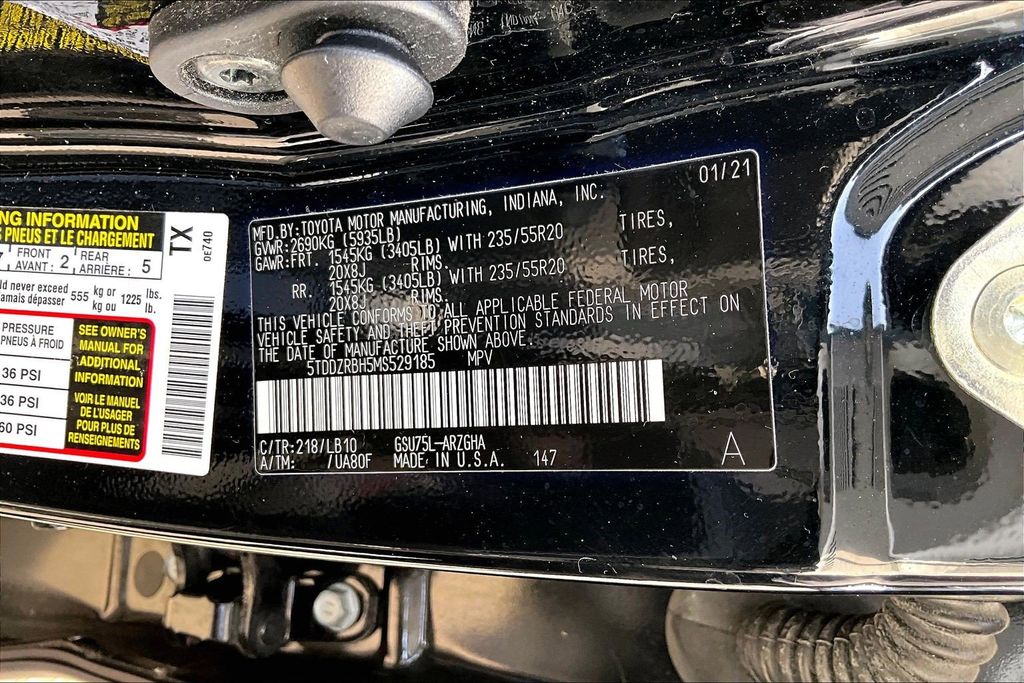 NG INFORMATION
S PNEUS ET LE CHARGEMENT
FRONT
AVANT : 2
REAR
ARRIÈRE : 5
ld never exceed
jamais dépasser
555
kg or
kg ou
1225
lbs.
lb.
PRESSURE
PNEUS À FROID
36 PSI
36 PSI
60 PSI
SEE OWNER'S
MANUAL FOR
ADDITIONAL
INFORMATION
VOIR LE MANUEL
DE L'USAGER
POUR PLUS DE
RENSEIGNEMENTS
TX
0E740
01/21
MFD.BY:TOYOTA MOTOR MANUFACTURING, INDIANA, INC.
GVWR:2690KG (5935LB)
GAWR:FRT. 1545KG (3405LB) WITH 235/55R20 TIRES,
20X8J RIMS.
RR. 1545KG (3405LB) WITH 235/55R20 TIRES,
20X8J RIMS.
THIS VEHICLE CONFORMS TO ALL APPLICABLE FEDERAL MOTOR
VEHICLE SAFETY AND THEFT PREVENTION STANDARDS IN EFFECT ON
THE DATE OF MANUFACTURE SHOWN ABOVE.
5TDDZRBH5MS529185 MPV
C/TR:218/LB10 GSU75L-ARZGHA
A/TM: /UA80F MADE IN U.S.A. 147
A